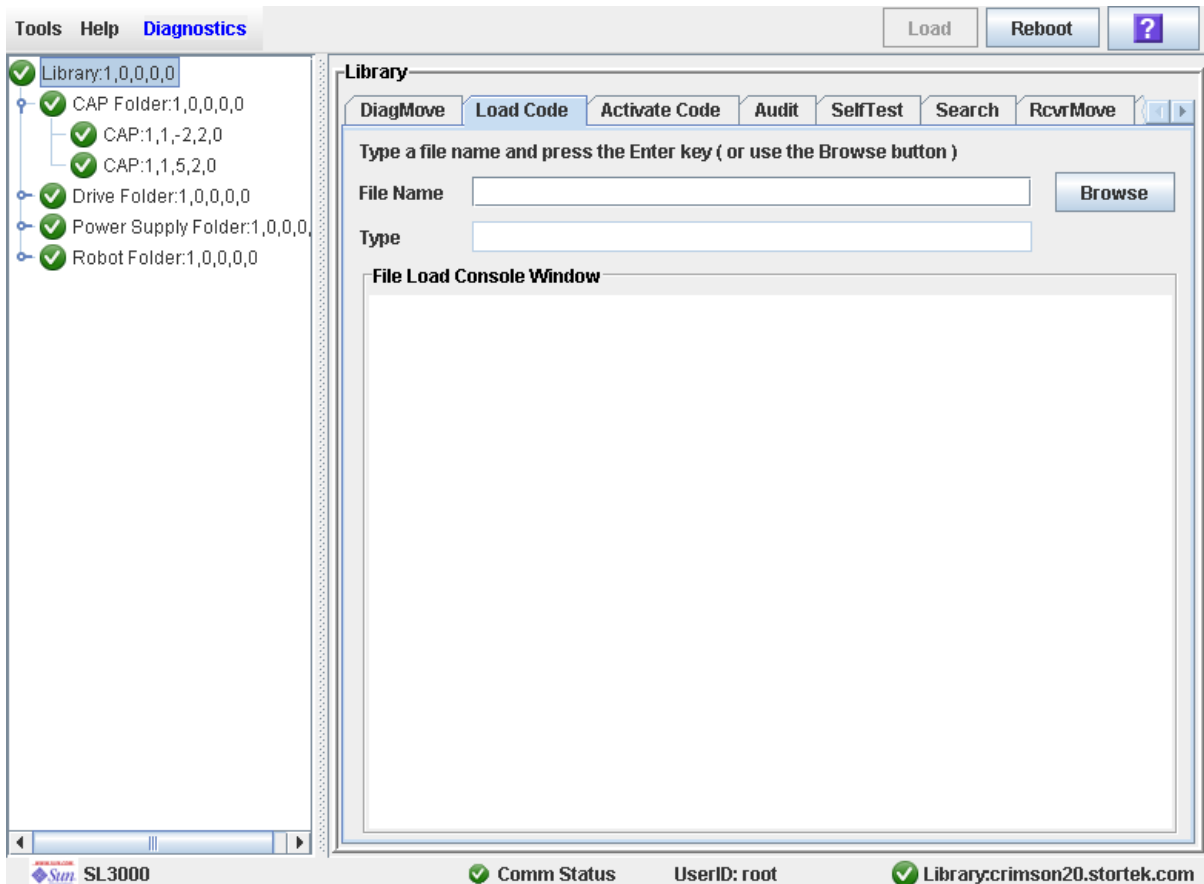 Tools Help Diagnostics Load Reboot ?
Library:1,0,0,0,0
CAP Folder:1,0,0,0,0
CAP:1,1,-2,2,0
CAP:1,1,5,2,0
Drive Folder:1,0,0,0,0
Power Supply Folder:1,0,0,0,
Robot Folder:1,0,0,0,0
Library
DiagMove Load Code Activate Code Audit SelfTest Search RcvrMove
Type a file name and press the Enter key ( or use the Browse button )
File Name Browse
Type
File Load Console Window
www.sun.com
Sun SL3000 Comm Status UserID: root Library:crimson20.stortek.com